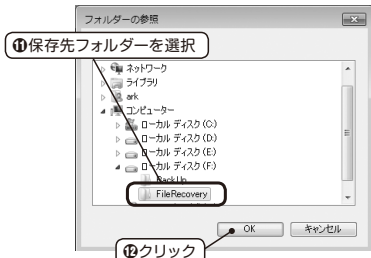 フォルダーの参照
⓫保存先フォルダーを選択
ネットワーク
ライブラリ
ark
コンピューター
ローカル ディスク (C:)
ローカル ディスク (D:)
ローカル ディスク (E:)
ローカル ディスク (F:)
BackUp
FileRecovery
OK
キャンセル
⓬クリック